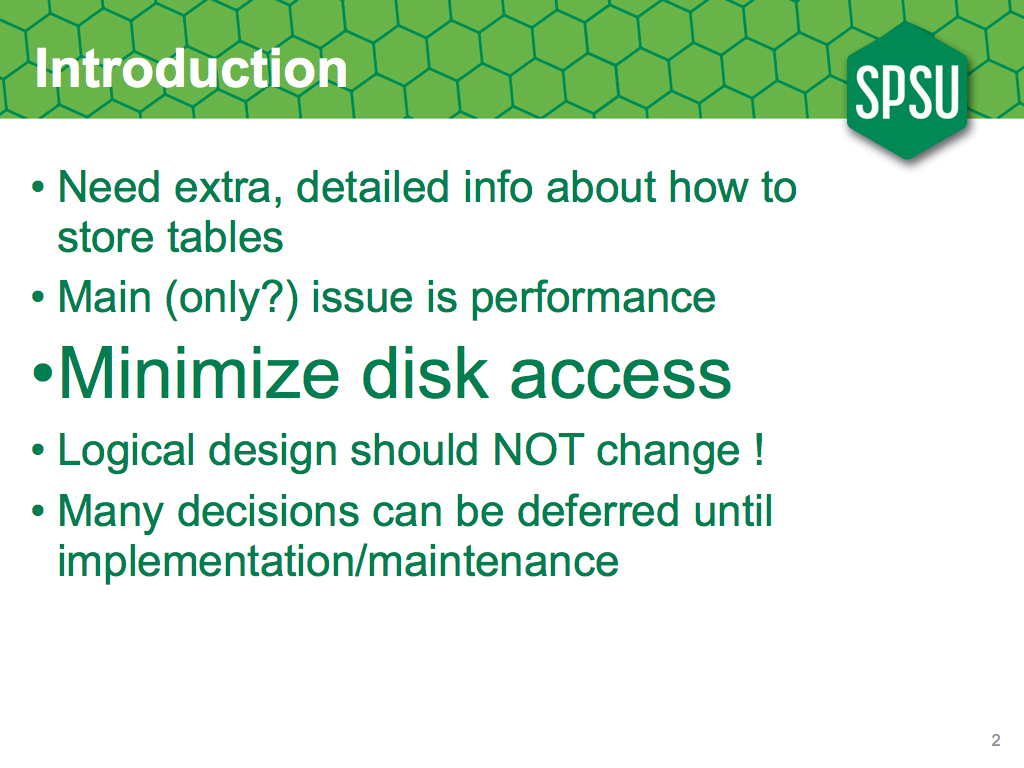 Introduction
SPSU
• Need extra, detailed info about how to
store tables
• Main (only?) issue is performance
•Minimize disk access
• Logical design should NOT change !
• Many decisions can be deferred until
implementation/maintenance
2